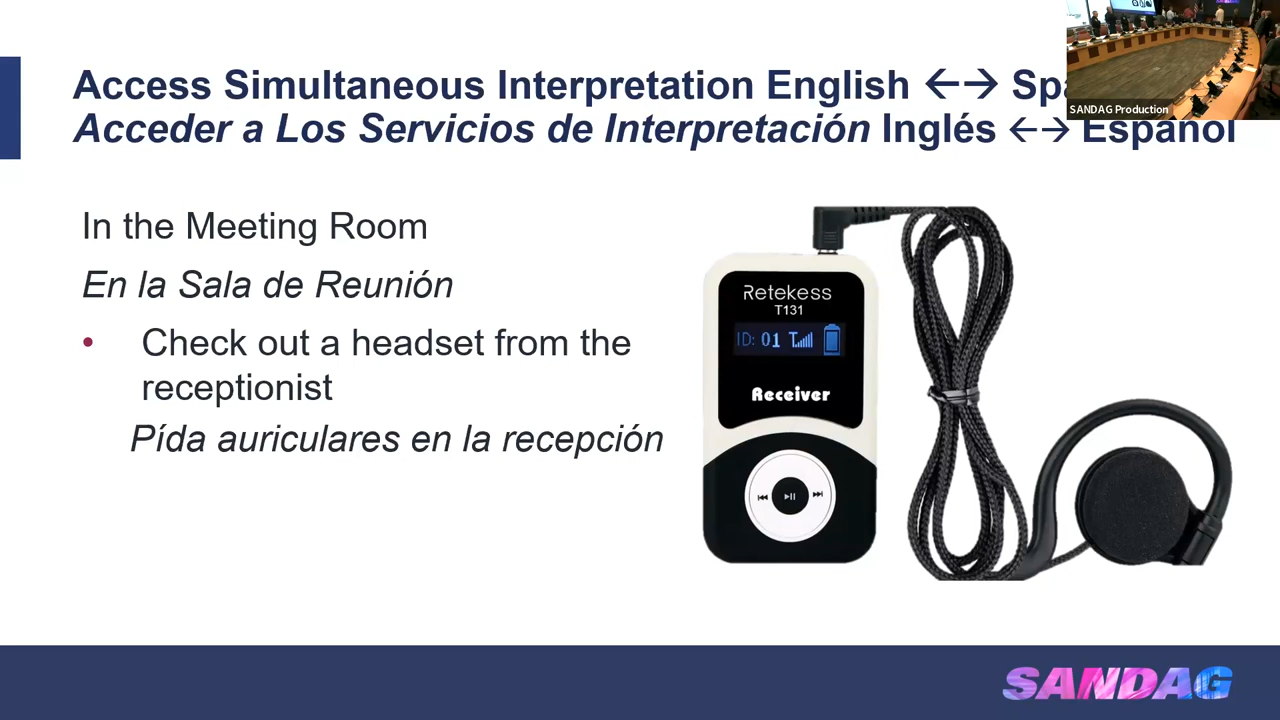 Access Simultaneous Interpretation English ←→
Acceder a Los Servicios de Interpretación Inglés ←→ Español
SANDAG Production
In the Meeting Room
En la Sala de Reunión
• Check out a headset from the
receptionist
Pída auriculares en la recepción
Retekess
T131
ID: 01
Receiver
SANDAG